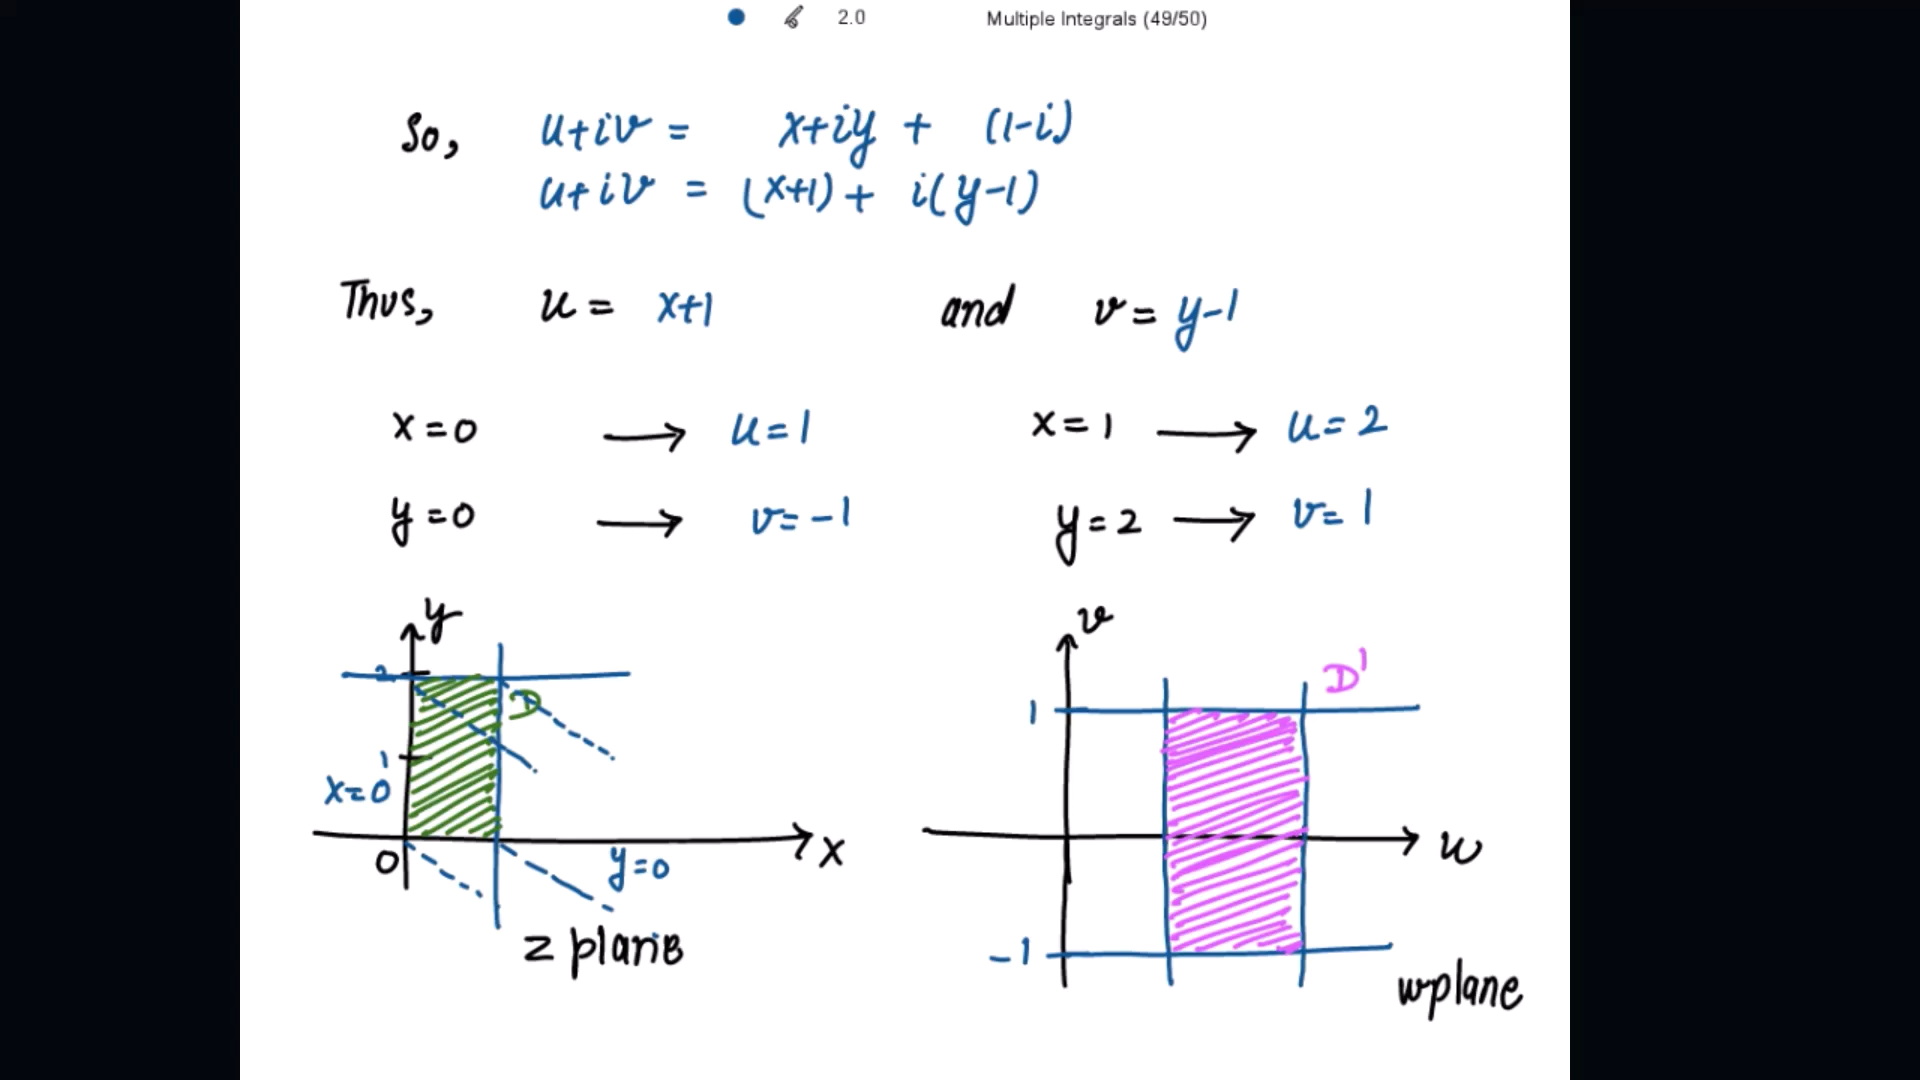 2.0 Multiple Integrals (49/50)
So, u+iv = x+iy + (1-i)
u+iv = (x+1) + i(y-1)
Thus, u = x+1 and v = y-1
x=0 → u=1 x=1 → u=2
y=0 → v=-1 y=2 → v=1
y
2
D
1
x=0
0
y=0
x
z plane
v
D'
1
u
-1
w plane